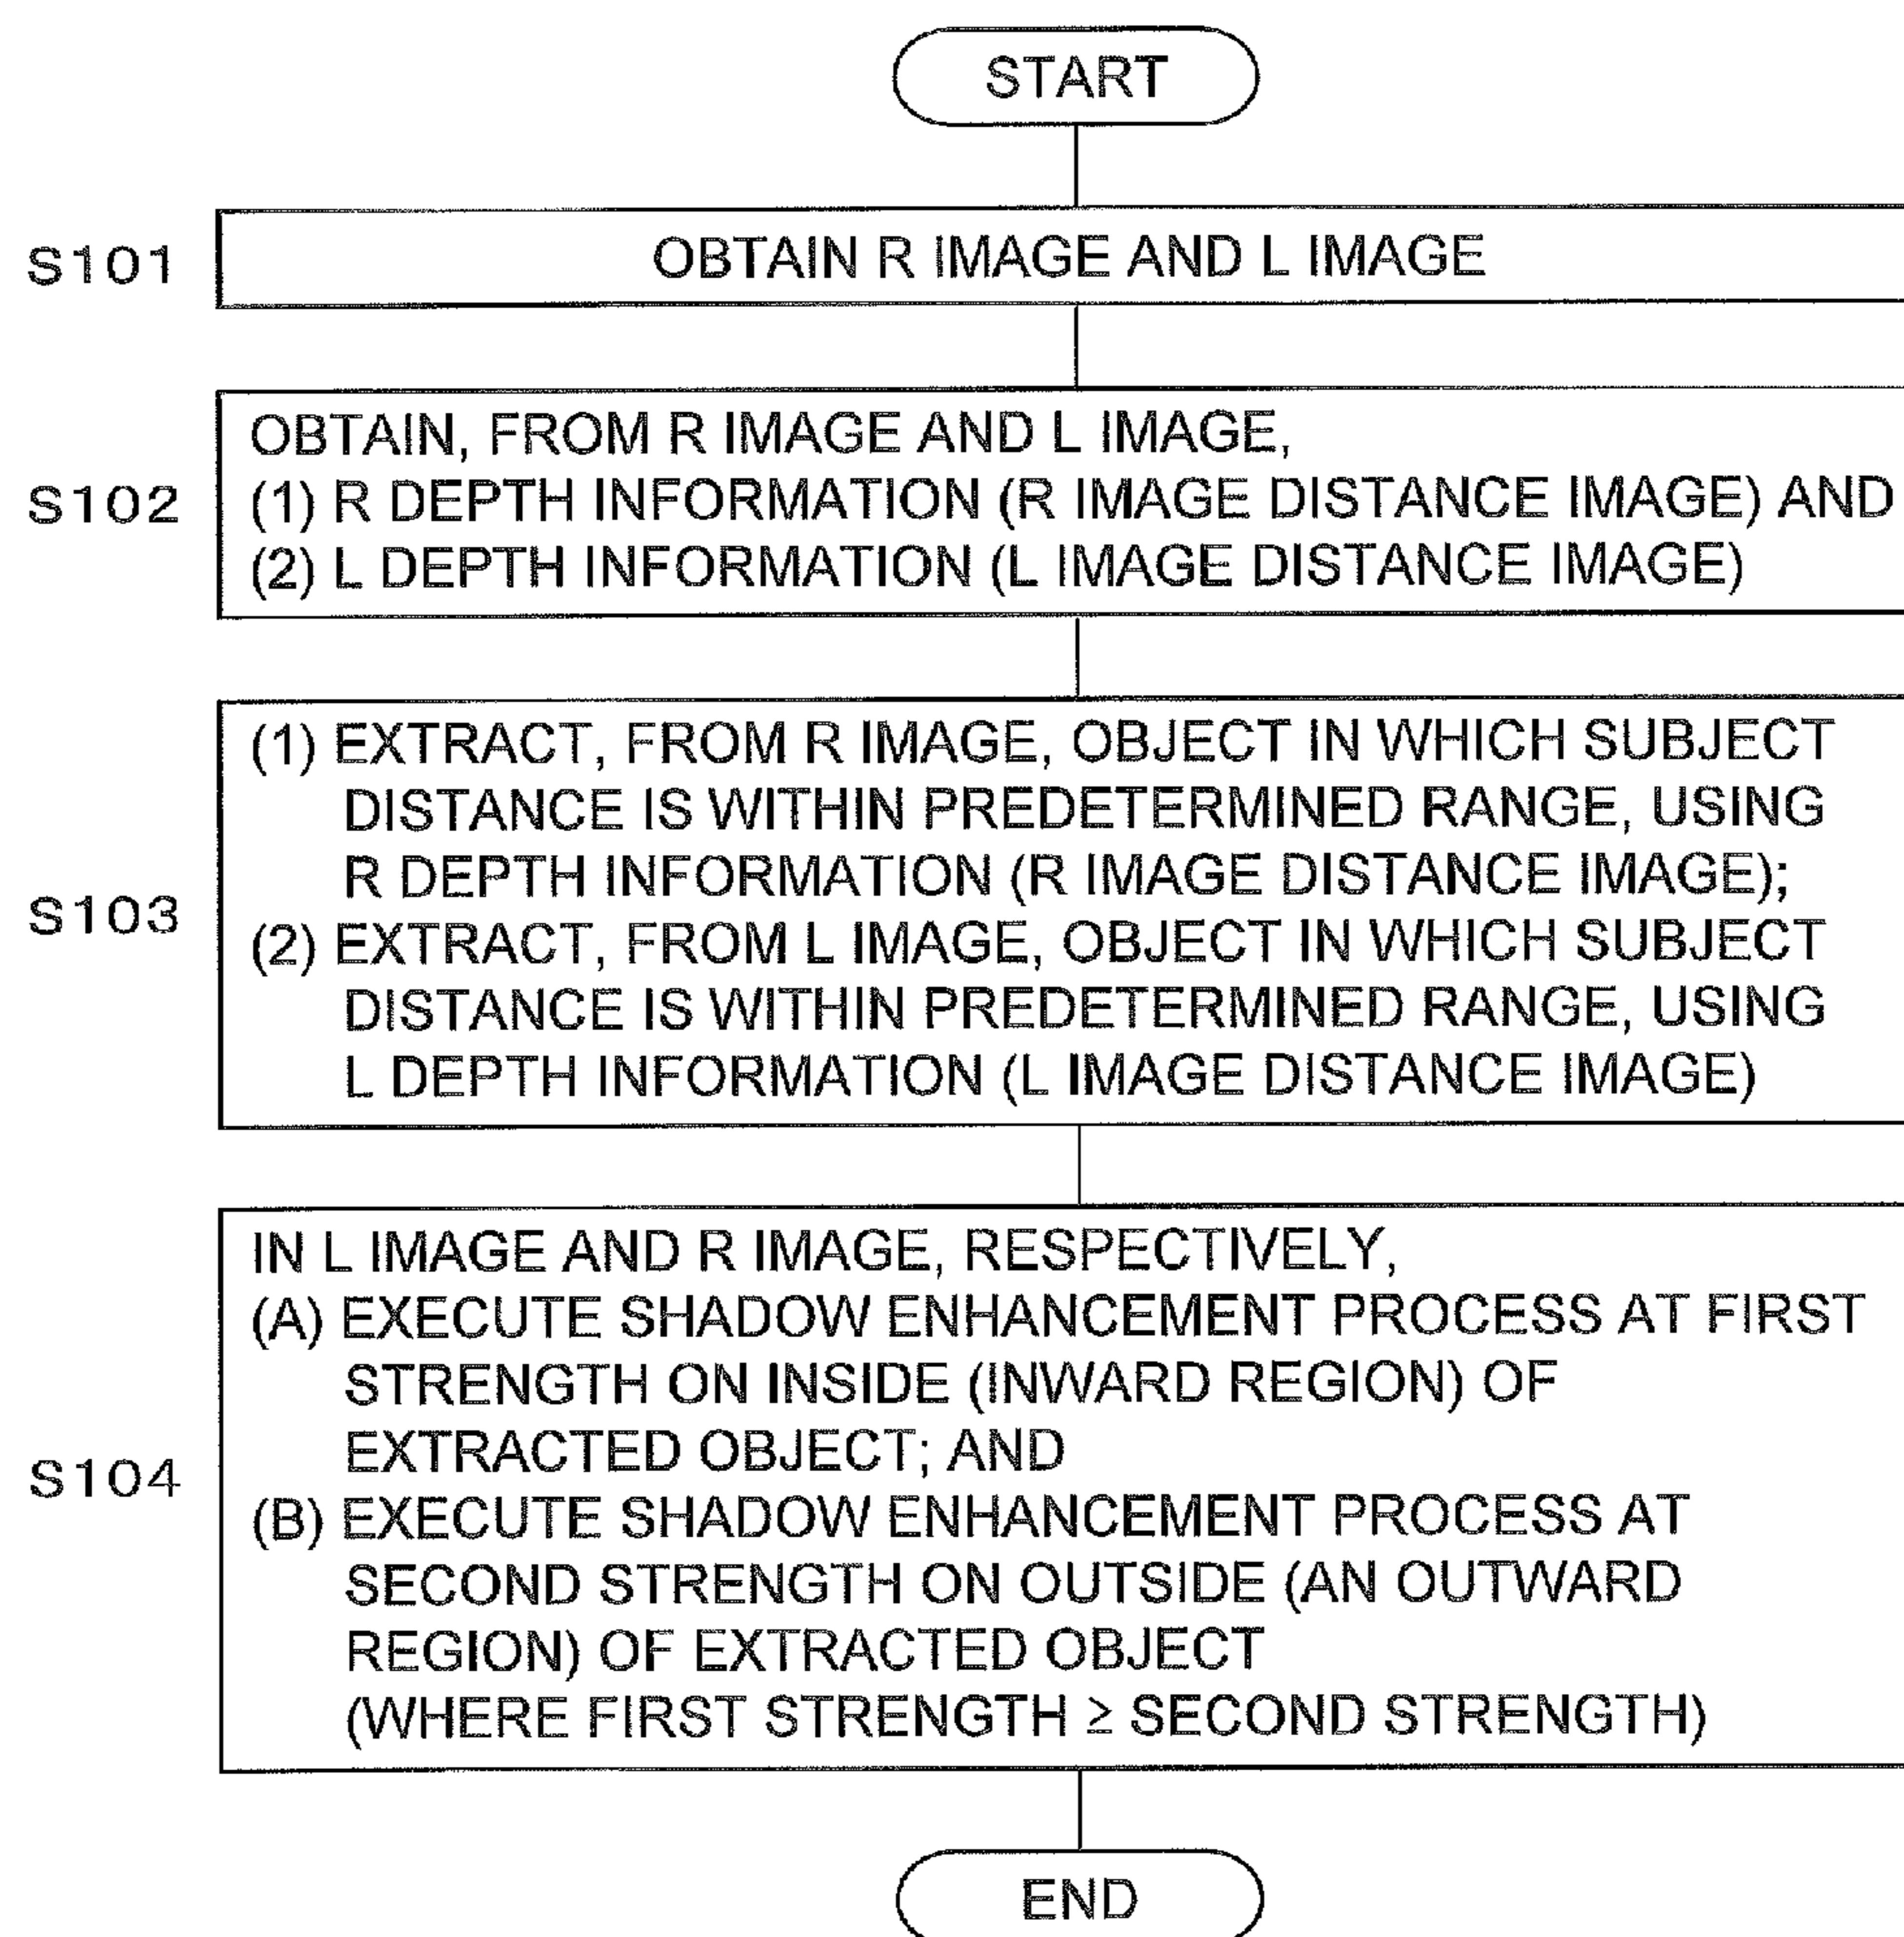 START
S101
OBTAIN R IMAGE AND L IMAGE
S102
OBTAIN, FROM R IMAGE AND L IMAGE,
(1) R DEPTH INFORMATION (R IMAGE DISTANCE IMAGE) AND
(2) L DEPTH INFORMATION (L IMAGE DISTANCE IMAGE)
S103
(1) EXTRACT, FROM R IMAGE, OBJECT IN WHICH SUBJECT
DISTANCE IS WITHIN PREDETERMINED RANGE, USING
R DEPTH INFORMATION (R IMAGE DISTANCE IMAGE);
(2) EXTRACT, FROM L IMAGE, OBJECT IN WHICH SUBJECT
DISTANCE IS WITHIN PREDETERMINED RANGE, USING
L DEPTH INFORMATION (L IMAGE DISTANCE IMAGE)
S104
IN L IMAGE AND R IMAGE, RESPECTIVELY,
(A) EXECUTE SHADOW ENHANCEMENT PROCESS AT FIRST
STRENGTH ON INSIDE (INWARD REGION) OF
EXTRACTED OBJECT; AND
(B) EXECUTE SHADOW ENHANCEMENT PROCESS AT
SECOND STRENGTH ON OUTSIDE (AN OUTWARD
REGION) OF EXTRACTED OBJECT
(WHERE FIRST STRENGTH ≥ SECOND STRENGTH)
END